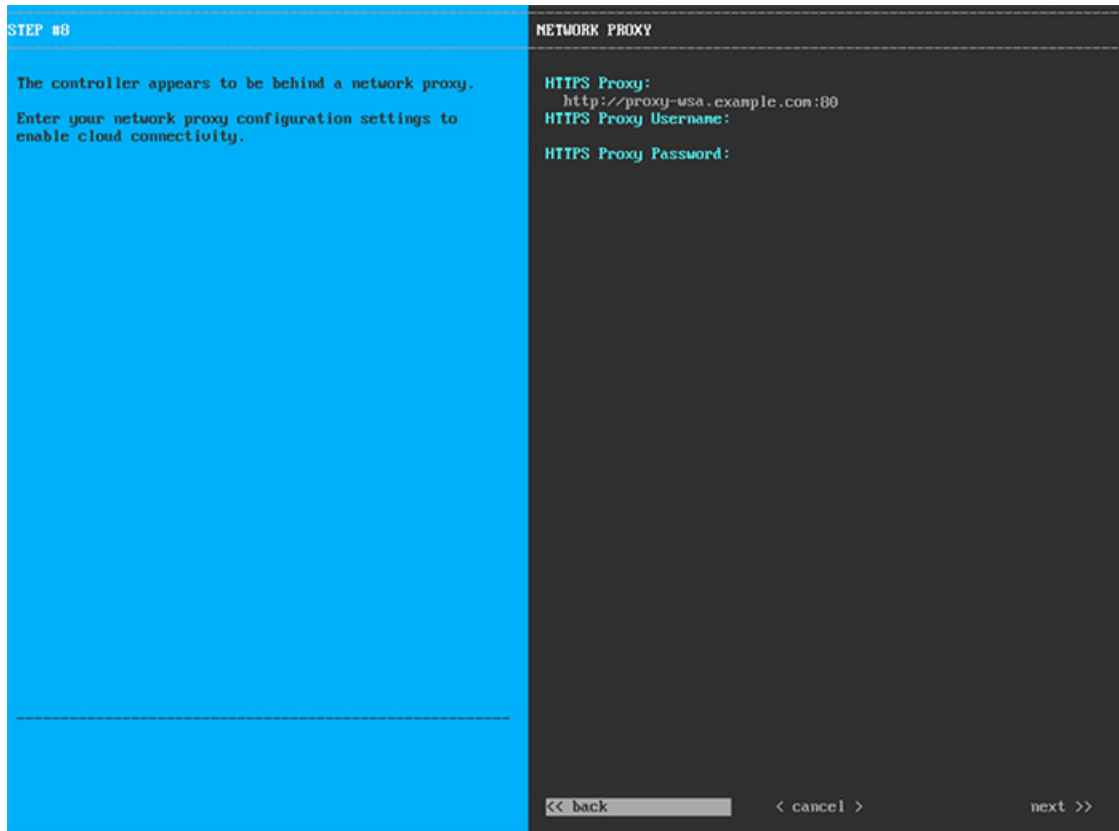 STEP #8
The controller appears to be behind a network proxy.
Enter your network proxy configuration settings to
enable cloud connectivity.
NETWORK PROXY
HTTPS Proxy:
http://proxy-wsa.example.com:80
HTTPS Proxy Username:
HTTPS Proxy Password:
<< back
< cancel >
next >>